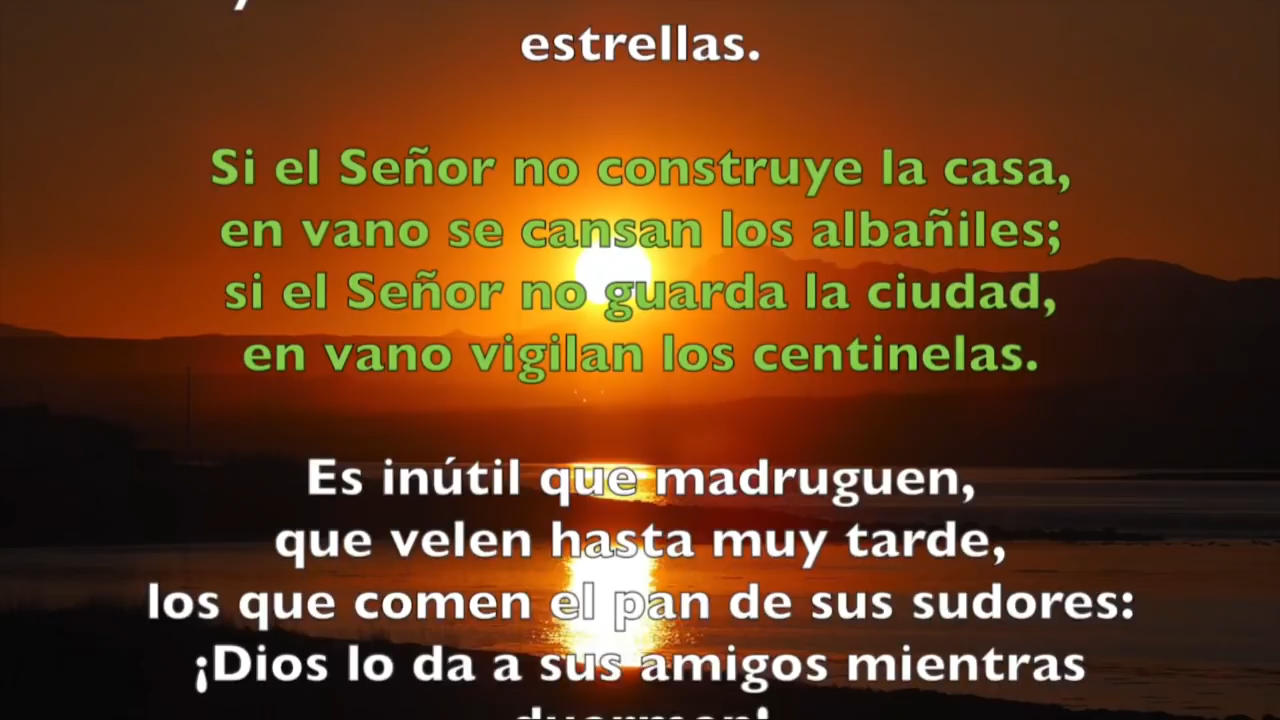 estrellas.
Si el Señor no construye la casa,
en vano se cansan los albañiles;
si el Señor no guarda la ciudad,
en vano vigilan los centinelas.
Es inútil que madruguen,
que velen hasta muy tarde,
los que comen el pan de sus sudores:
¡Dios lo da a sus amigos mientras
duerman!